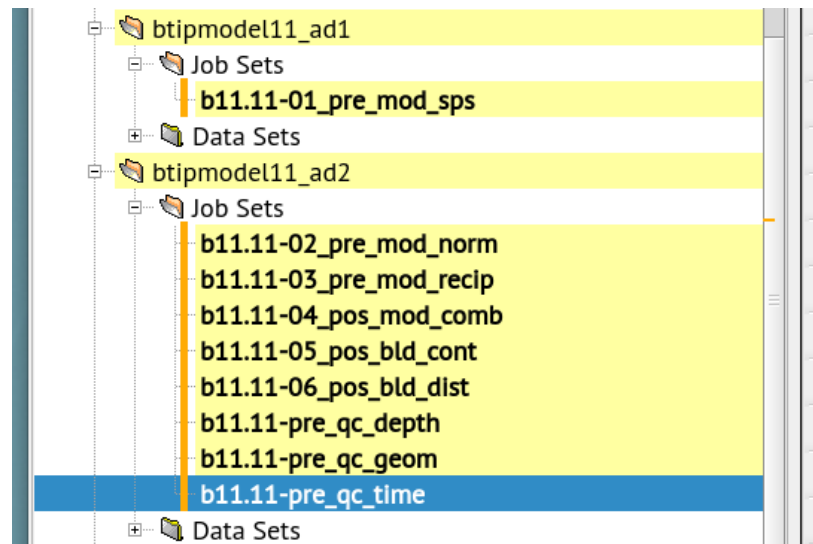 btipmodel11_ad1
Job Sets
b11.11-01_pre_mod_sps
Data Sets
btipmodel11_ad2
Job Sets
b11.11-02_pre_mod_norm
b11.11-03_pre_mod_recip
b11.11-04_pos_mod_comb
b11.11-05_pos_bld_cont
b11.11-06_pos_bld_dist
b11.11-pre_qc_depth
b11.11-pre_qc_geom
b11.11-pre_qc_time
Data Sets